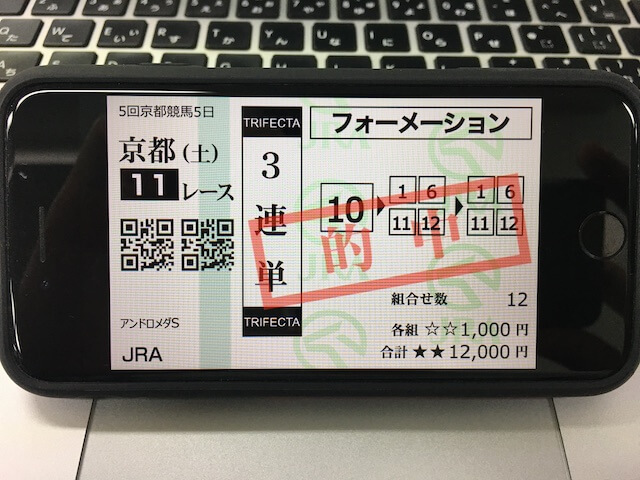 5回京都競馬5日
京都(土)
11レース
アンドロメダS
JRA
TRIFECTA
3連単
TRIFECTA
フォーメーション
10 ▶ 1 6 11 12 ▶ 1 6 11 12
的中
組合せ数 12
各組 ☆☆1,000円
合計 ★★12,000円